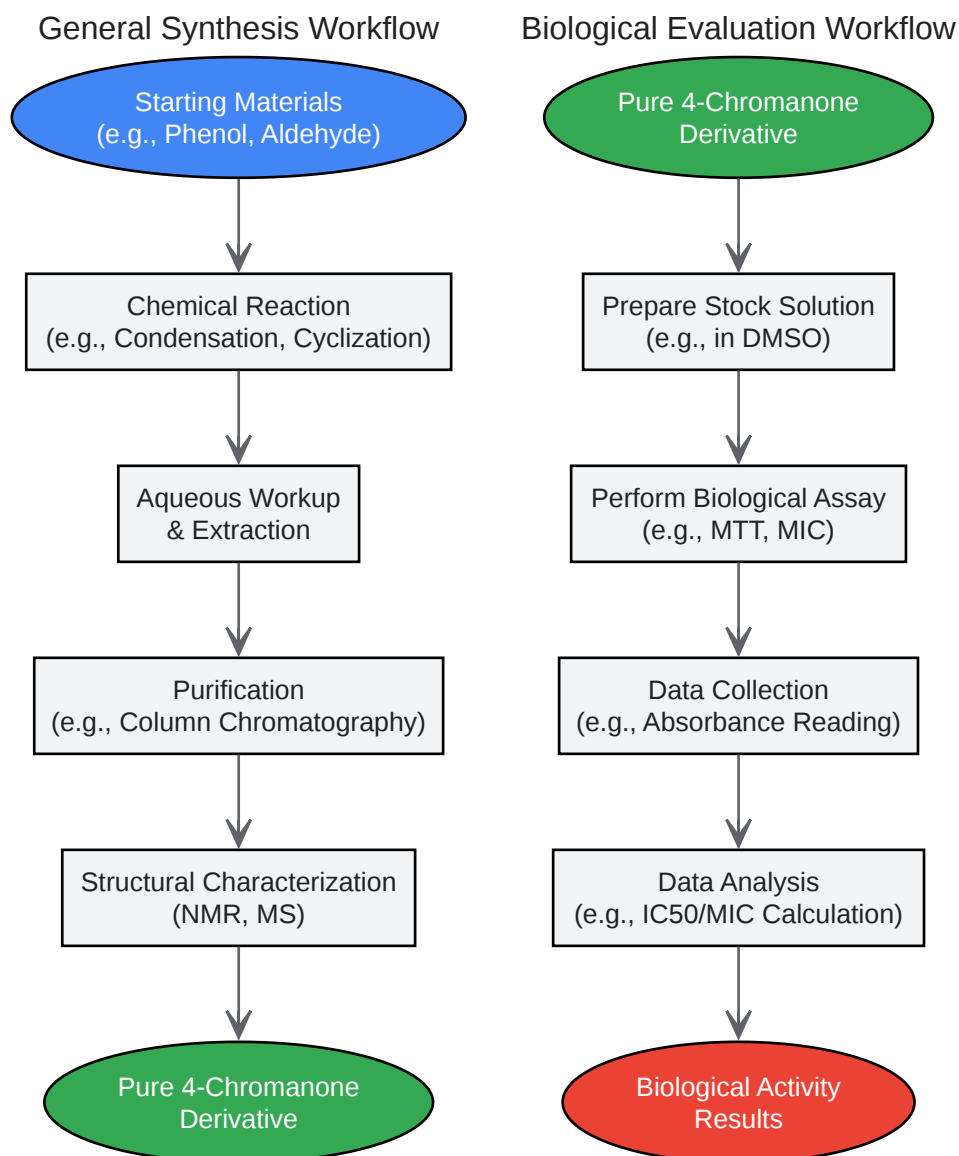 General Synthesis Workflow
Starting Materials
(e.g., Phenol, Aldehyde)
Chemical Reaction
(e.g., Condensation, Cyclization)
Aqueous Workup
& Extraction
Purification
(e.g., Column Chromatography)
Structural Characterization
(NMR, MS)
Pure 4-Chromanone
Derivative
Biological Evaluation Workflow
Pure 4-Chromanone
Derivative
Prepare Stock Solution
(e.g., in DMSO)
Perform Biological Assay
(e.g., MTT, MIC)
Data Collection
(e.g., Absorbance Reading)
Data Analysis
(e.g., IC50/MIC Calculation)
Biological Activity
Results